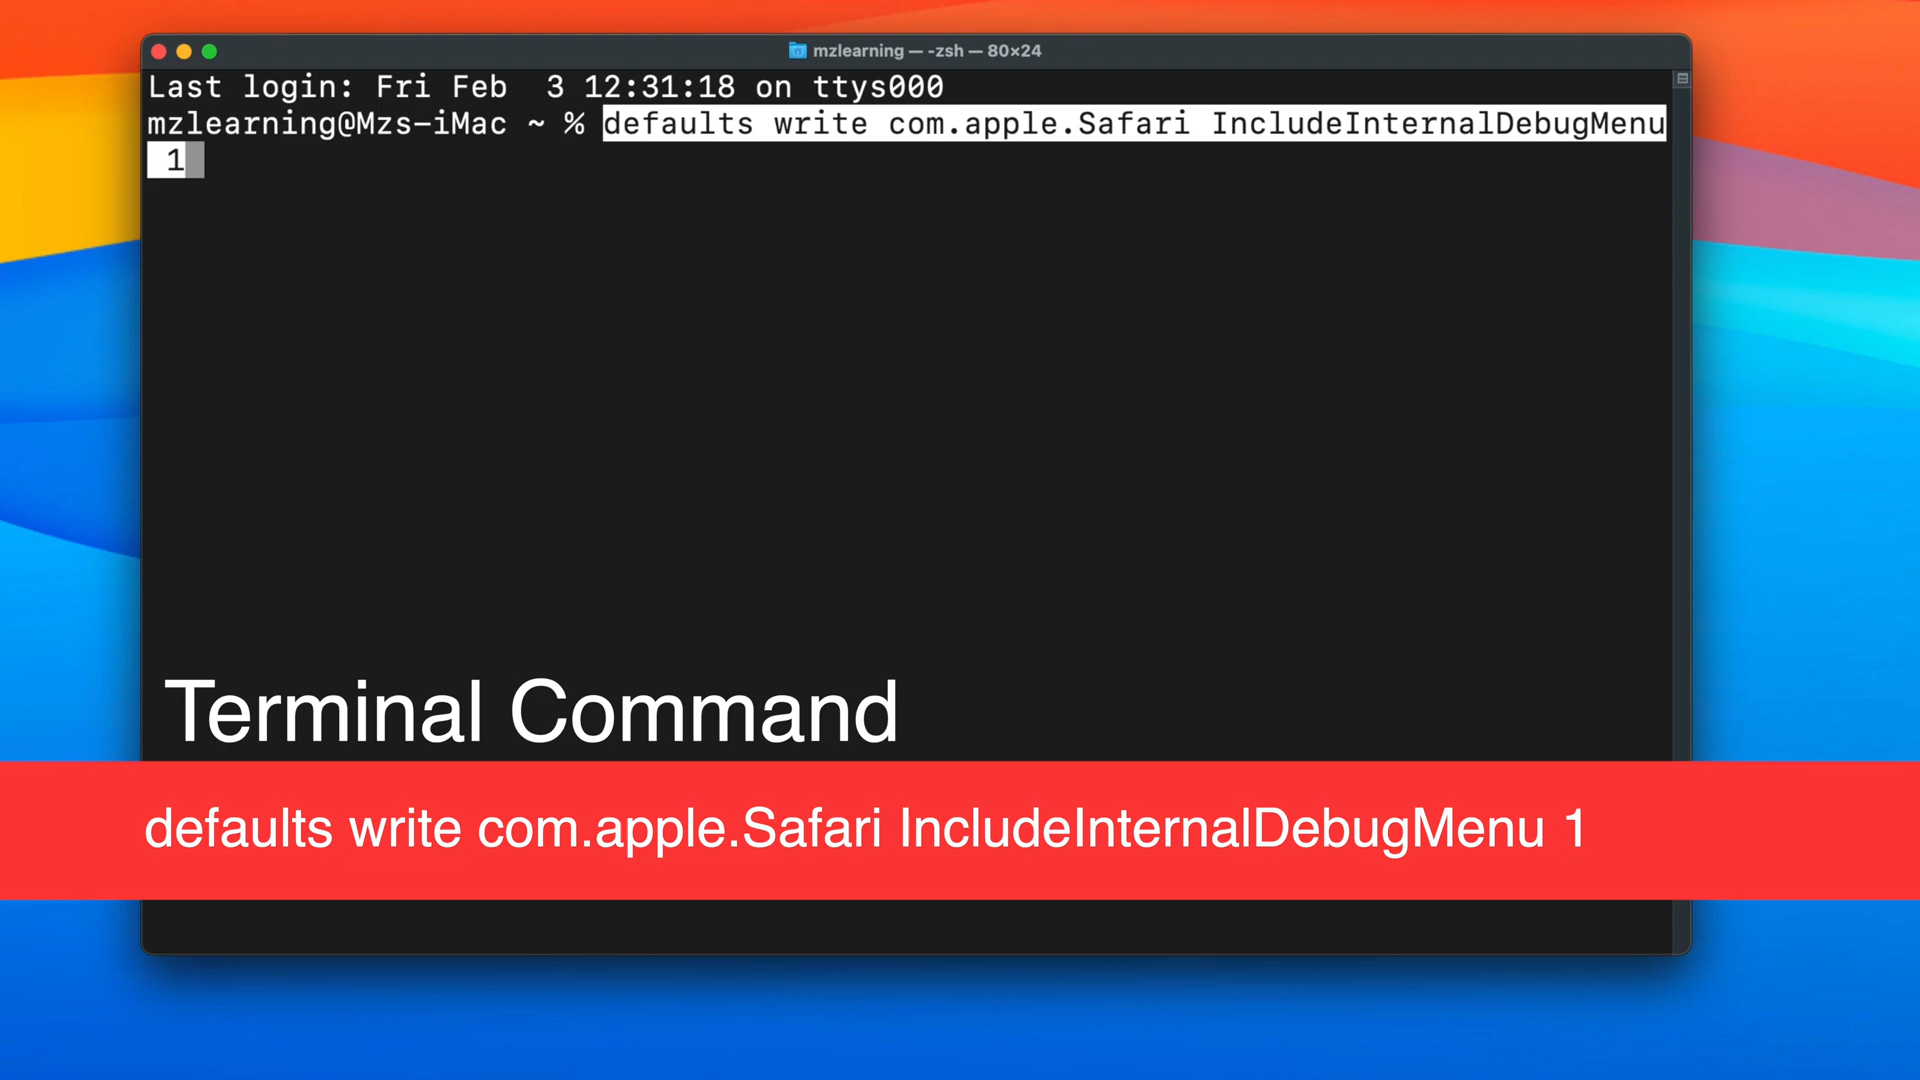 mzlearning — -zsh — 80×24
Last login: Fri Feb  3 12:31:18 on ttys000
mzlearning@Mzs-iMac ~ % defaults write com.apple.Safari IncludeInternalDebugMenu
 1
Terminal Command
defaults write com.apple.Safari IncludeInternalDebugMenu 1